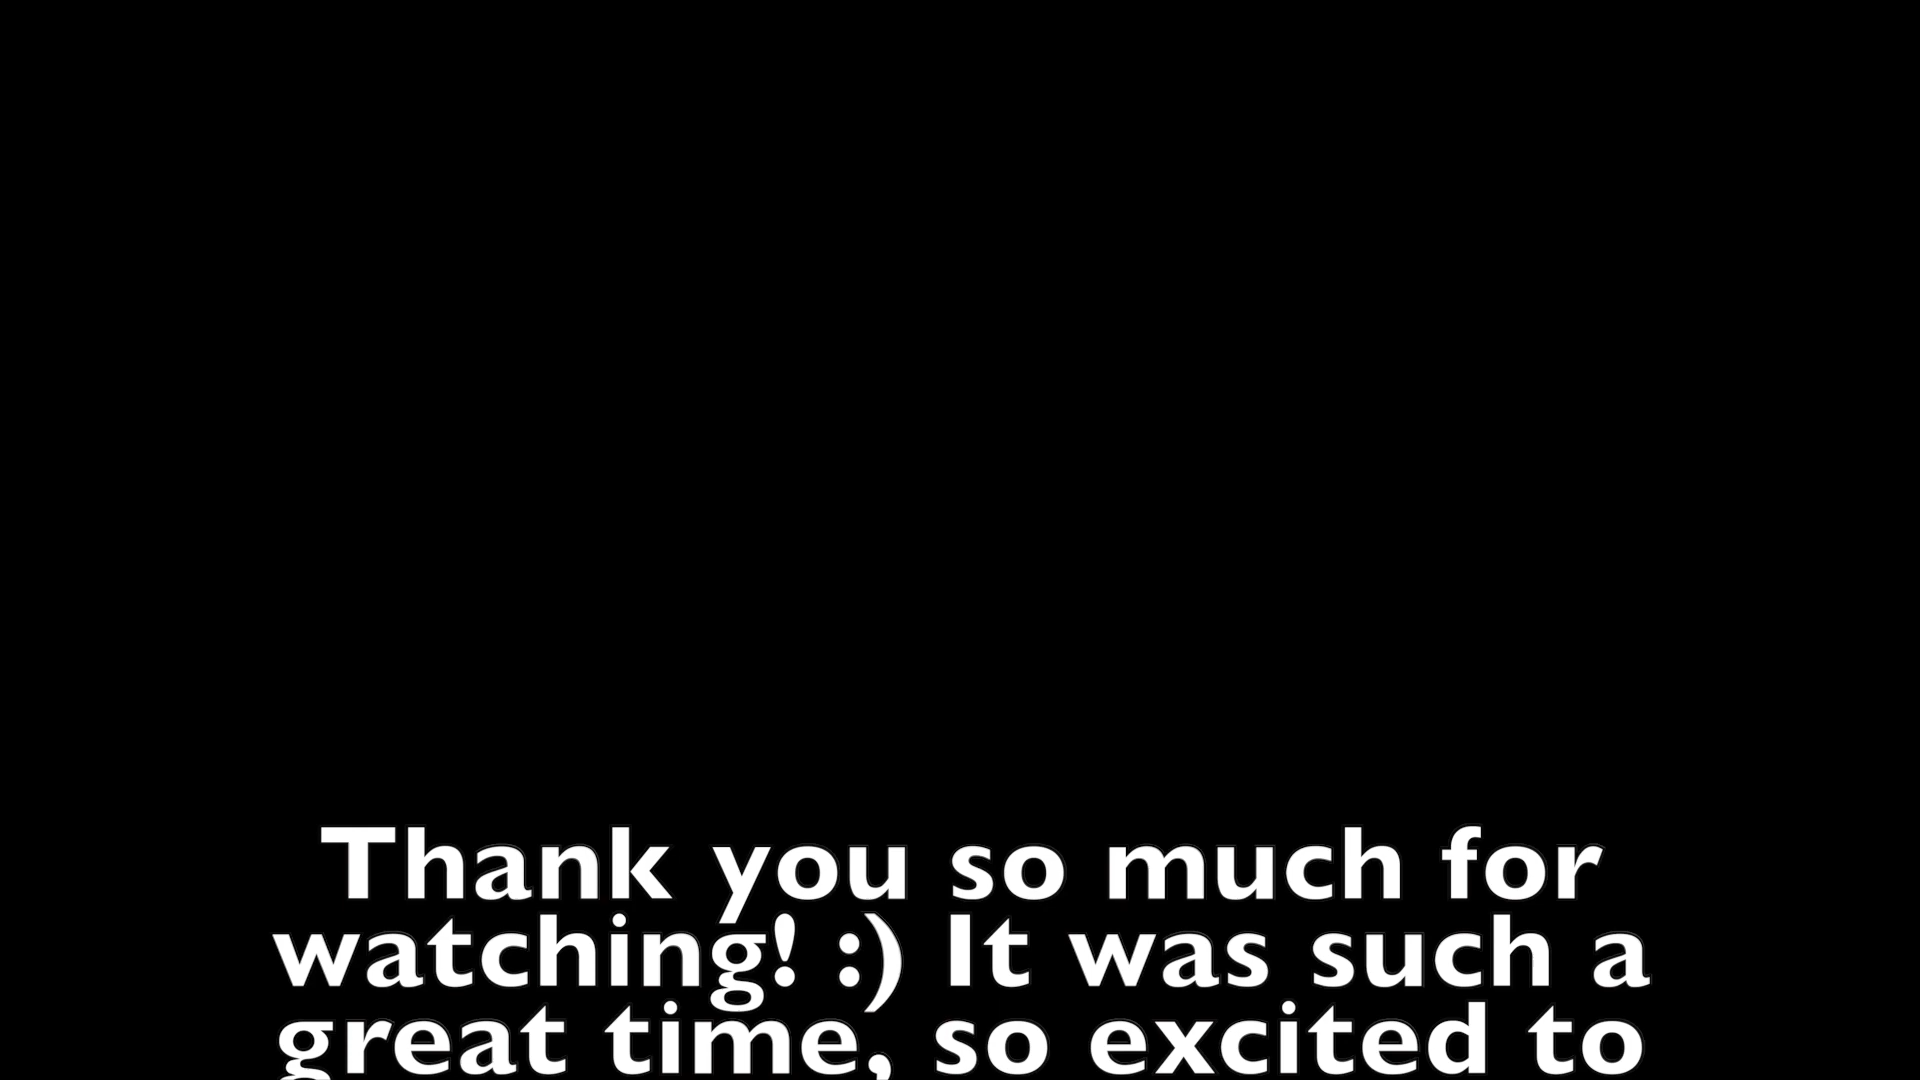 Thank you so much for
watching! :) It was such a
great time, so excited to